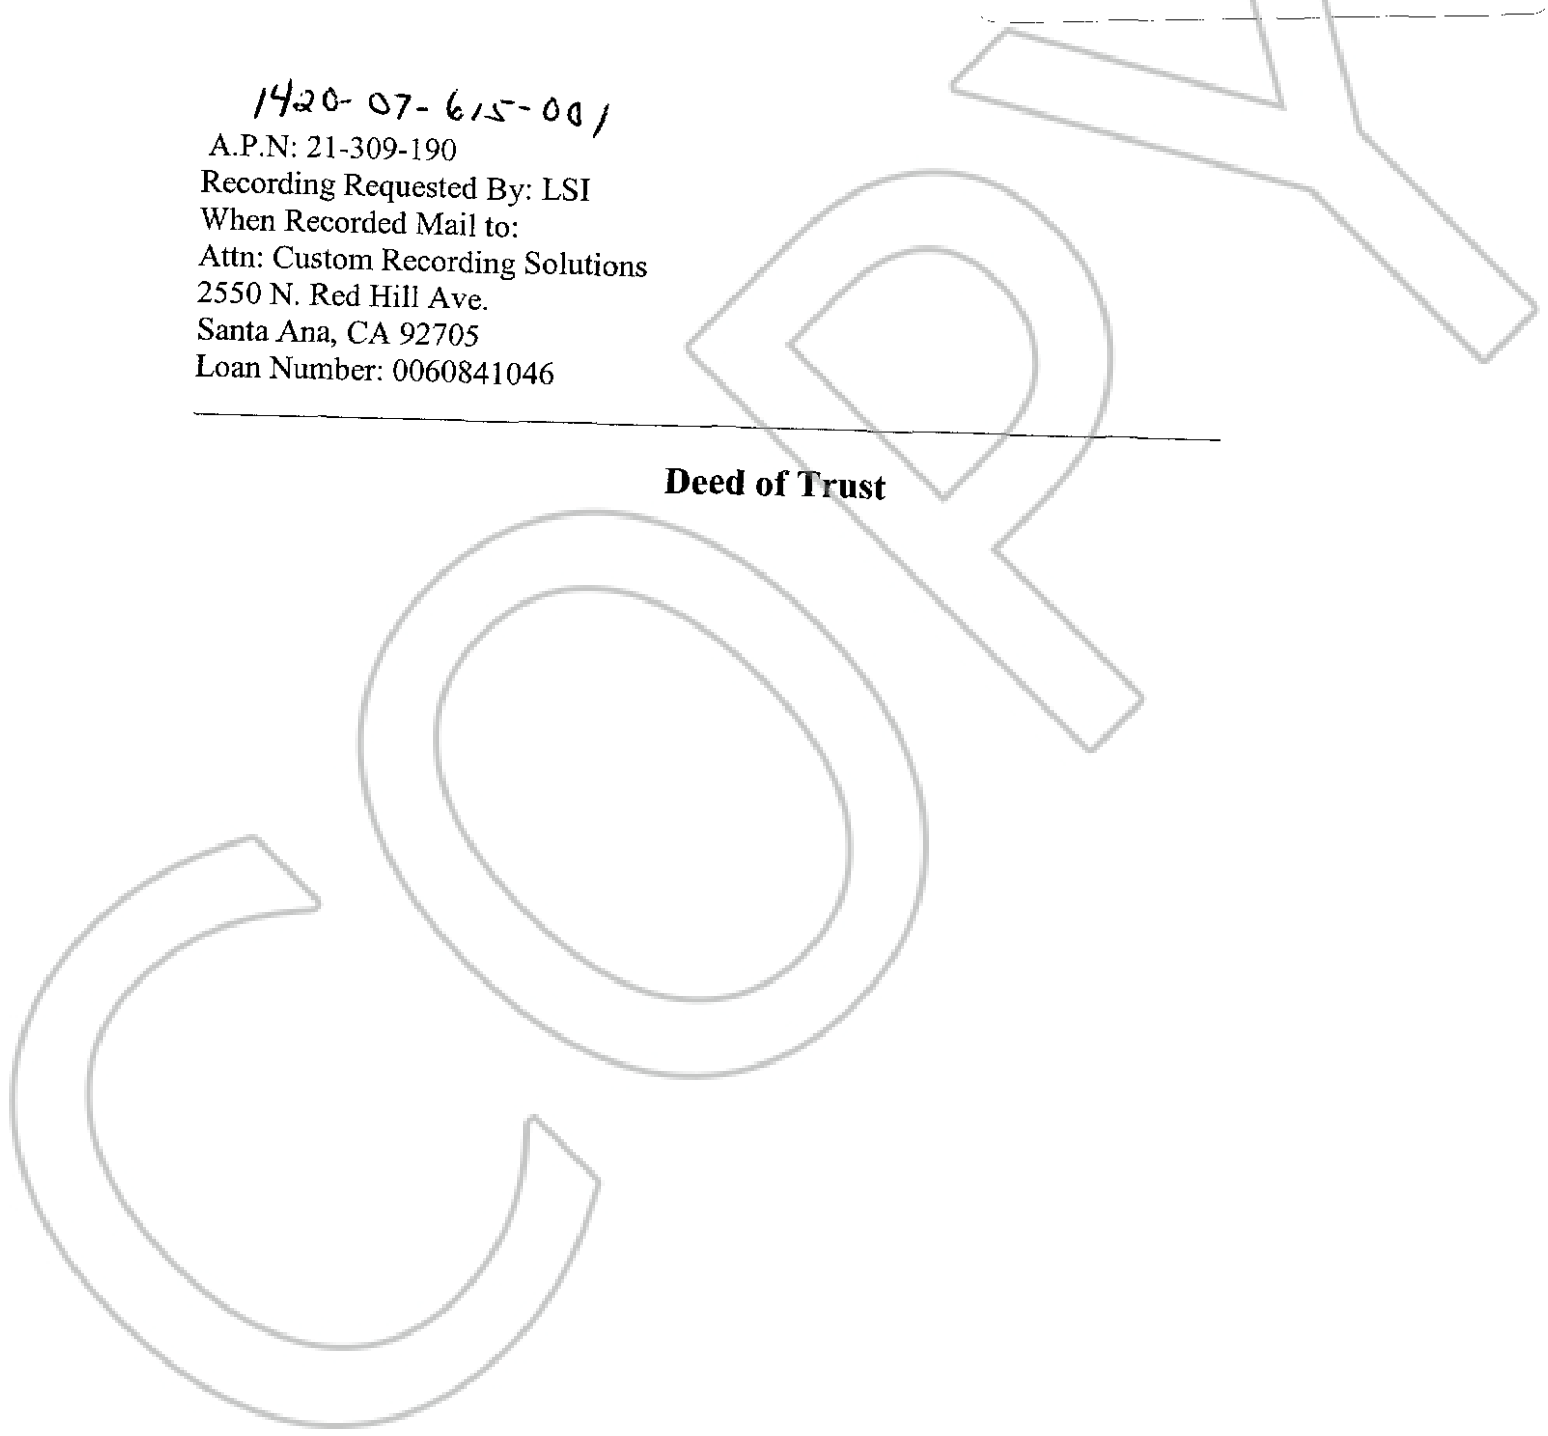 1420-07-615-001
A.P.N: 21-309-190
Recording Requested By: LSI
When Recorded Mail to:
Attn: Custom Recording Solutions
2550 N. Red Hill Ave.
Santa Ana, CA 92705
Loan Number: 0060841046
Deed of Trust
COPY